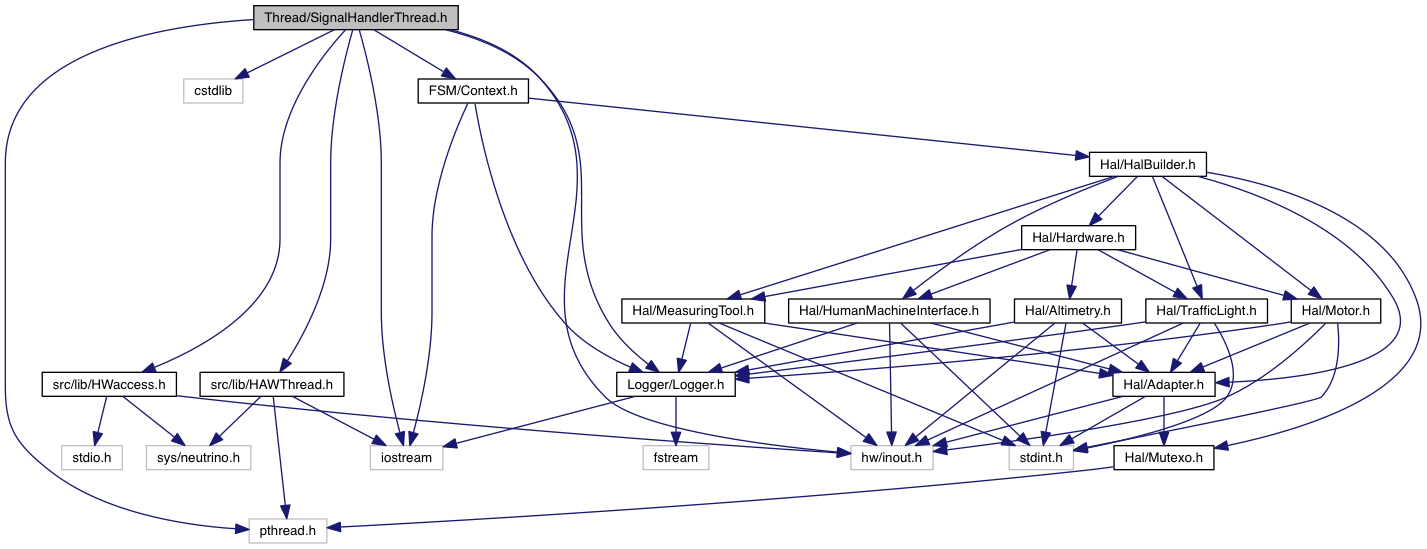 Thread/SignalHandlerThread.h
cstdlib
FSM/Context.h
Hal/HalBuilder.h
Hal/Hardware.h
Hal/MeasuringTool.h
Hal/HumanMachineInterface.h
Hal/Altimetry.h
Hal/TrafficLight.h
Hal/Motor.h
src/lib/HWaccess.h
src/lib/HAWThread.h
Logger/Logger.h
Hal/Adapter.h
stdio.h
sys/neutrino.h
iostream
fstream
hw/inout.h
stdint.h
Hal/Mutexo.h
pthread.h